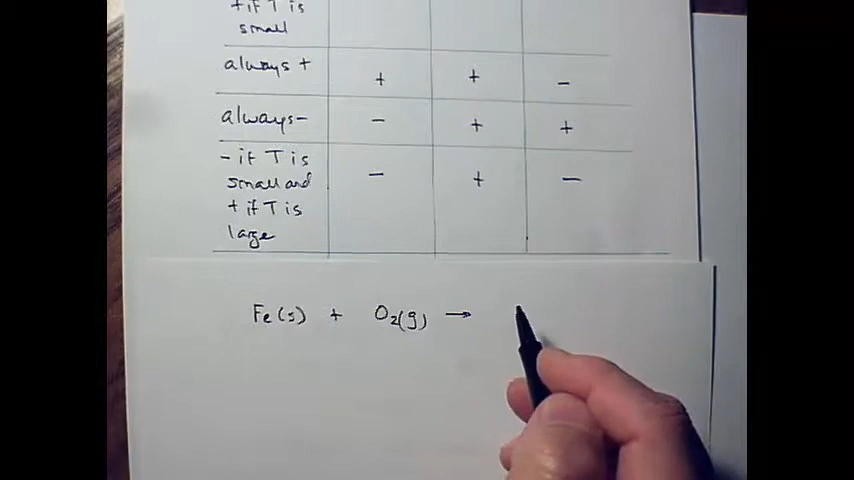 + if T is
small
always +
+ + −
always −
− + +
− if T is
small and
+ if T is
large
− + −
Fe(s) + O₂(g) →